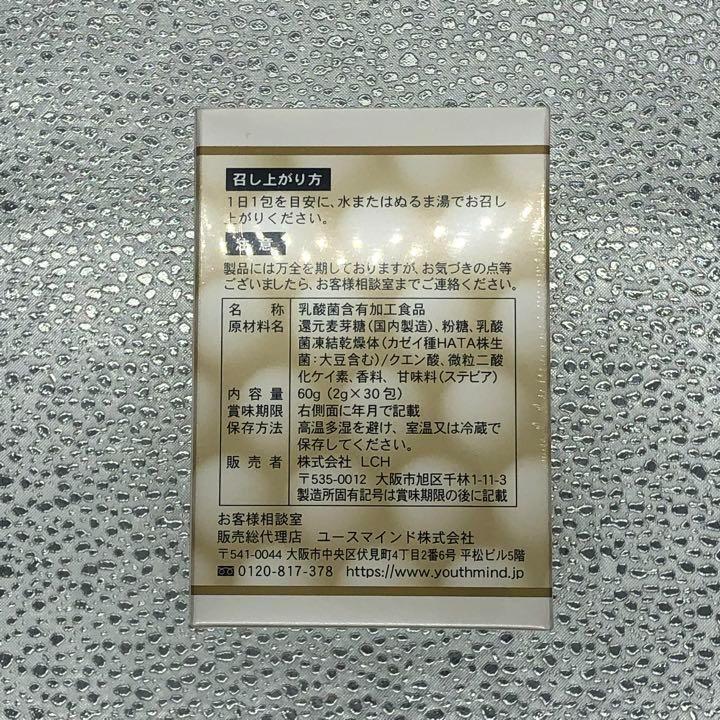 召し上がり方
1日1包を目安に、水またはぬるま湯でお召し
上がりください。
注意
製品には万全を期しておりますが、お気づきの点等
ございましたら、お客様相談室までご連絡ください。
名称 乳酸菌含有加工食品
原材料名 還元麦芽糖（国内製造）、粉糖、乳酸
菌凍結乾燥体（カゼイ種HATA株生
菌：大豆含む）/クエン酸、微粒二酸
化ケイ素、香料、甘味料（ステビア）
内容量 60g（2g×30包）
賞味期限 右側面に年月で記載
保存方法 高温多湿を避け、室温又は冷蔵で
保存してください。
販売者 株式会社 LCH
〒535-0012 大阪市旭区千林1-11-3
製造所固有記号は賞味期限の後に記載
お客様相談室
販売総代理店 ユースマインド株式会社
〒541-0044 大阪市中央区伏見町4丁目2番6号 平松ビル5階
0120-817-378 https://www.youthmind.jp